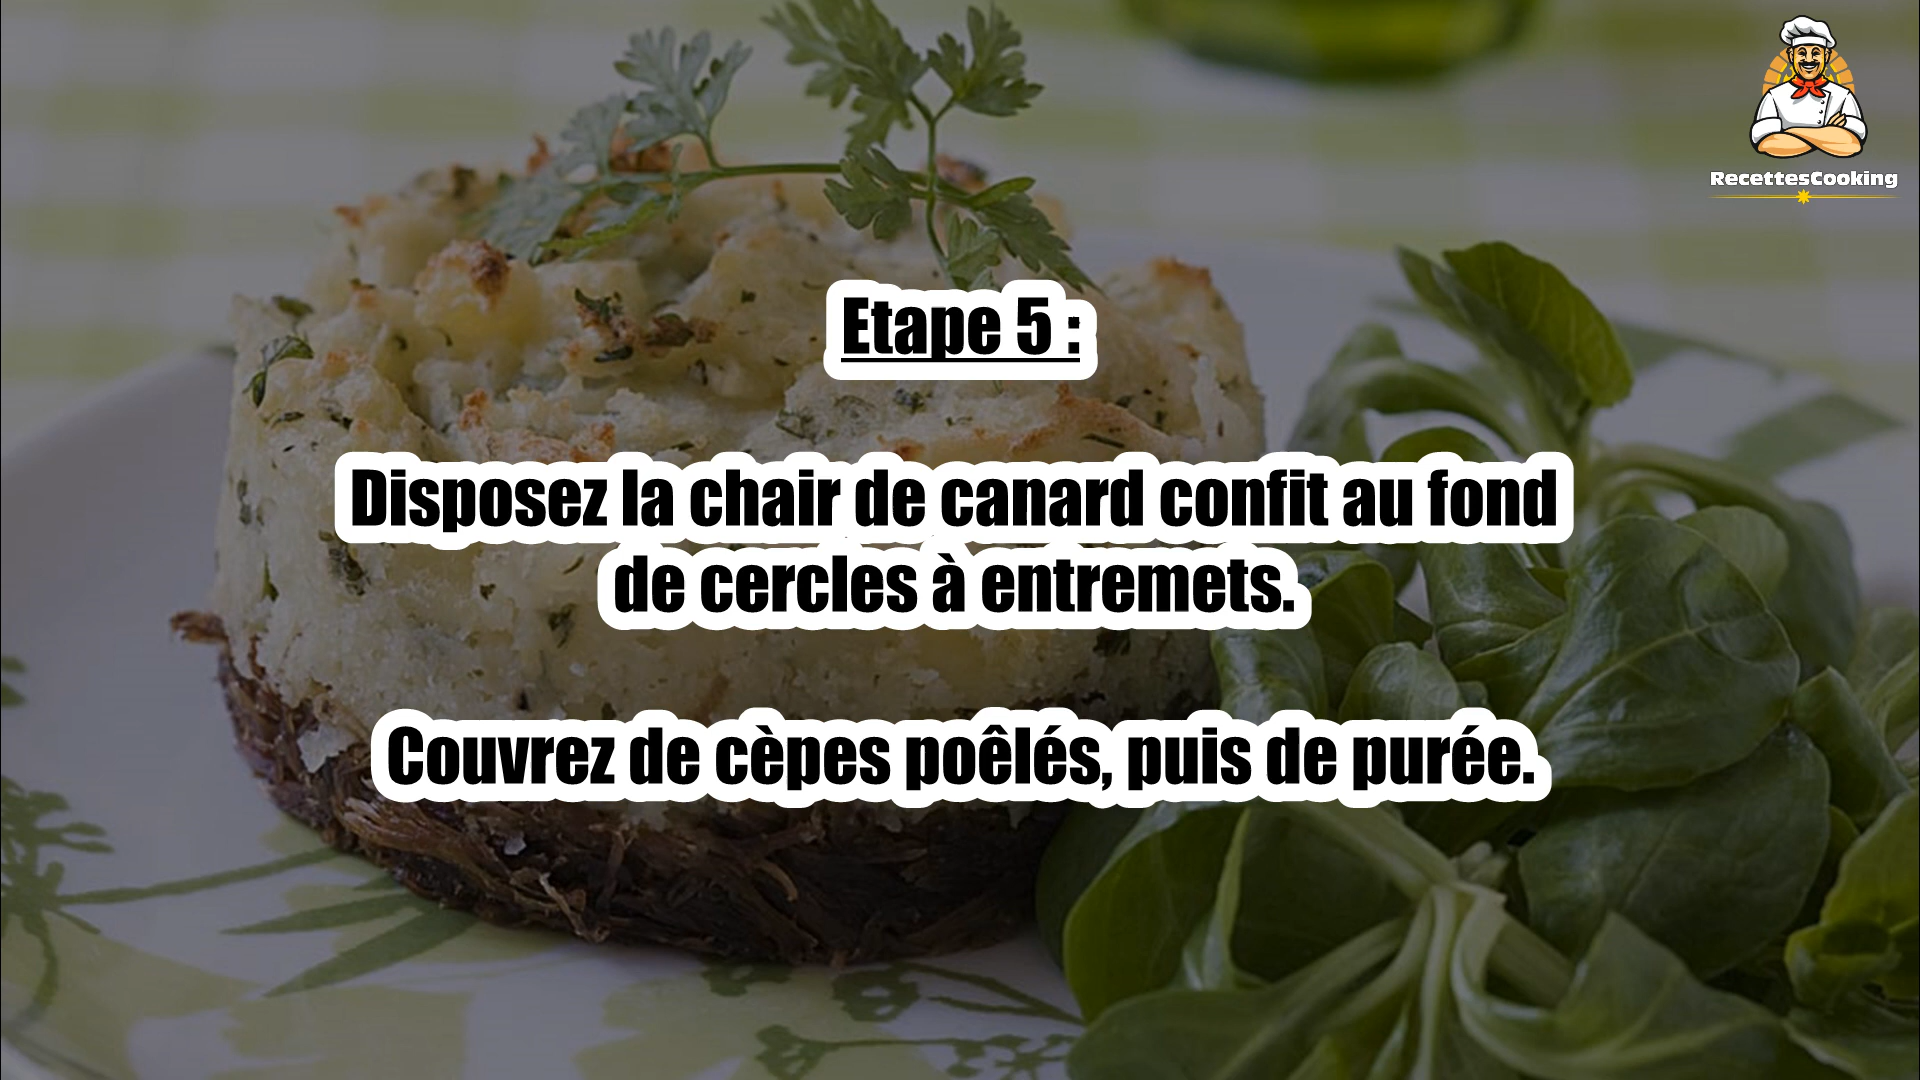 RecettesCooking
Etape 5 :
Disposez la chair de canard confit au fond
de cercles à entremets.
Couvrez de cèpes poêlés, puis de purée.